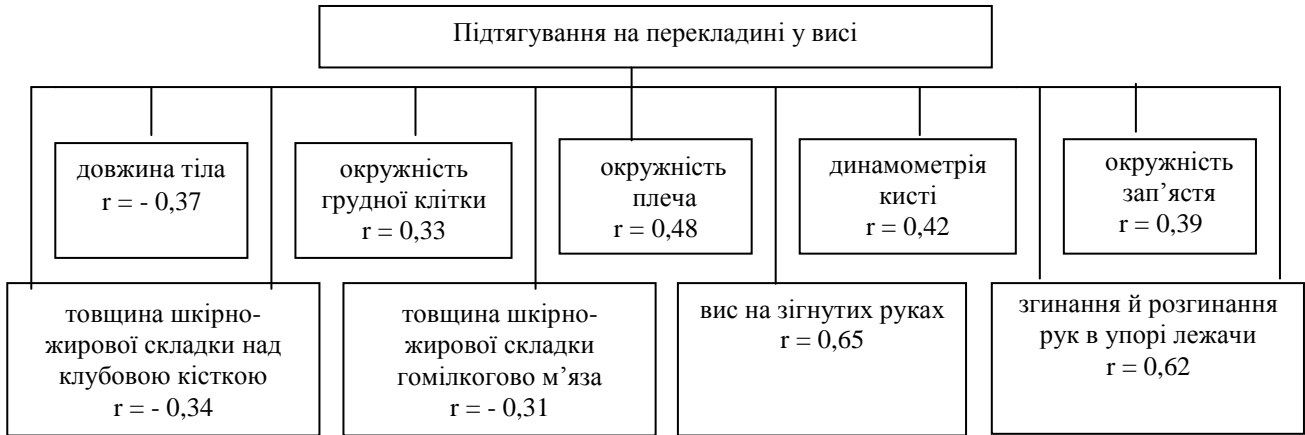 Підтягування на перекладині у висі
довжина тіла
r = - 0,37
окружність
грудної клітки
r = 0,33
окружність
плеча
r = 0,48
динамометрія
кисті
r = 0,42
окружність
зап’ястя
r = 0,39
товщина шкірно-
жирової складки над
клубовою кісткою
r = - 0,34
товщина шкірно-
жирової складки
гомілкогово м’яза
r = - 0,31
вис на зігнутих руках
r = 0,65
згинання й розгинання
рук в упорі лежачи
r = 0,62